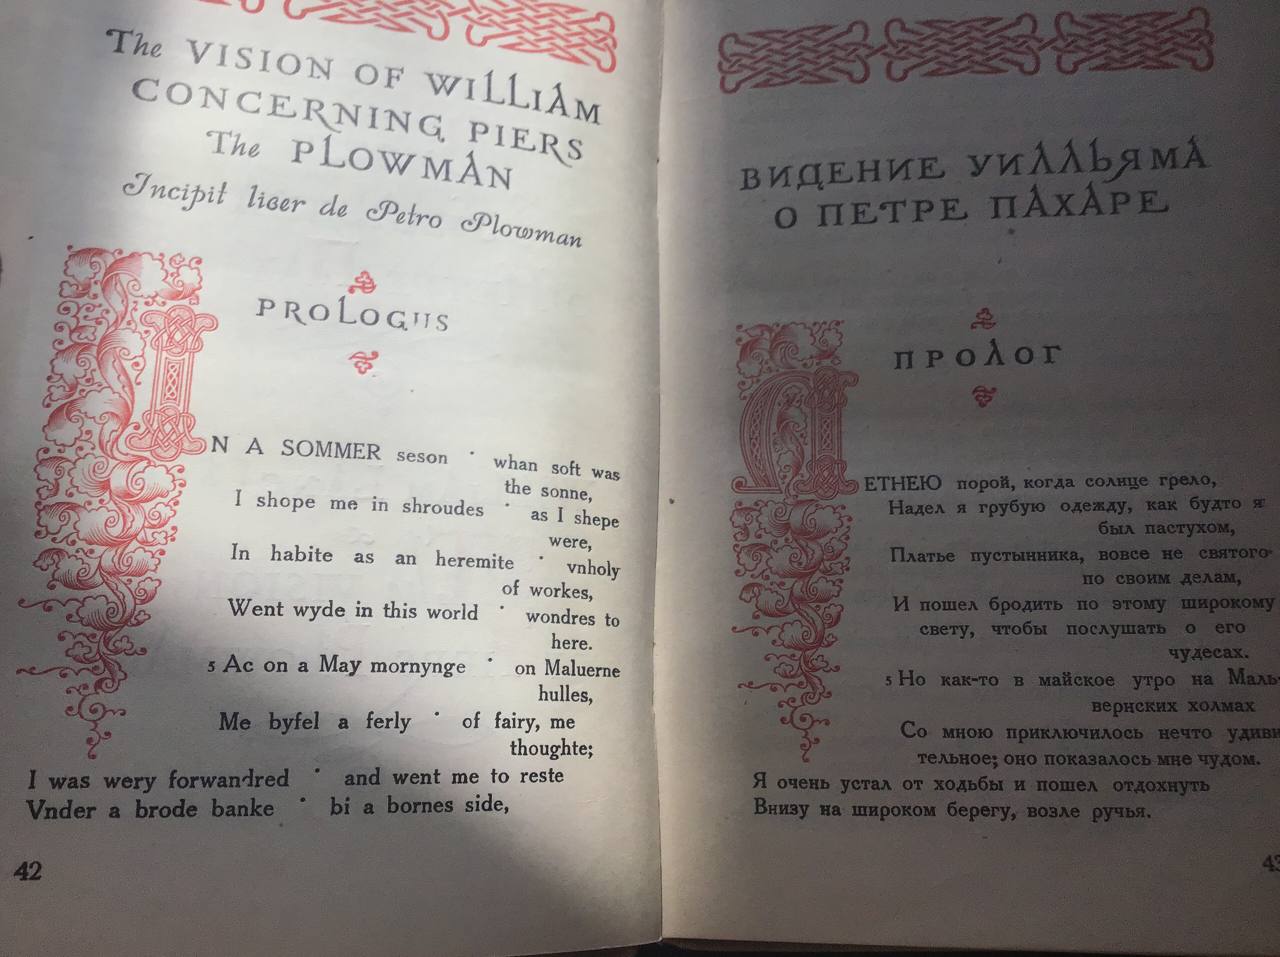 The VISION OF WILLIAM
CONCERNING PIERS
The PLOWMAN
Incipit liber de Petro Plowman
PROLOGUS
IN A SOMMER seson · whan soft was
the sonne,
I shope me in shroudes · as I shepe
were,
In habite as an heremite · vnholy
of workes,
Went wyde in this world · wondres to
here.
5 Ac on a May mornynge · on Maluerne
hulles,
Me byfel a ferly · of fairy, me
thoughte;
I was wery forwandred · and went me to reste
Vnder a brode banke · bi a bornes side,
42
ВИДЕНИЕ УИЛЛЬЯМА
О ПЕТРЕ ПАХАРЕ
ПРОЛОГ
ЛЕТНЕЮ порой, когда солнце грело,
Надел я грубую одежду, как будто я
был пастухом,
Платье пустынника, вовсе не святого
по своим делам,
И пошел бродить по этому широкому
свету, чтобы послушать о его
чудесах.
5 Но как-то в майское утро на Маль-
вернских холмах
Со мною приключилось нечто удиви
тельное; оно показалось мне чудом.
Я очень устал от ходьбы и пошел отдохнуть
Внизу на широком берегу, возле ручья.
43